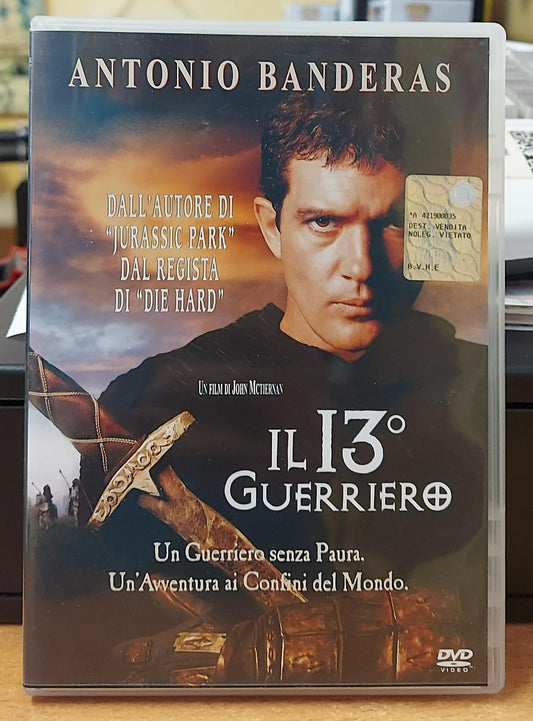 ANTONIO BANDERAS
DALL'AUTORE DI
"JURASSIC PARK"
DAL REGISTA
DI "DIE HARD"
*A 421900035
DEST. VENDITA
NOLEG. VIETATO
B.V.H.E
UN FILM DI JOHN MCTIERNAN
IL 13°
GUERRIERO
Un Guerriero senza Paura.
Un'Avventura ai Confini del Mondo.
DVD
VIDEO